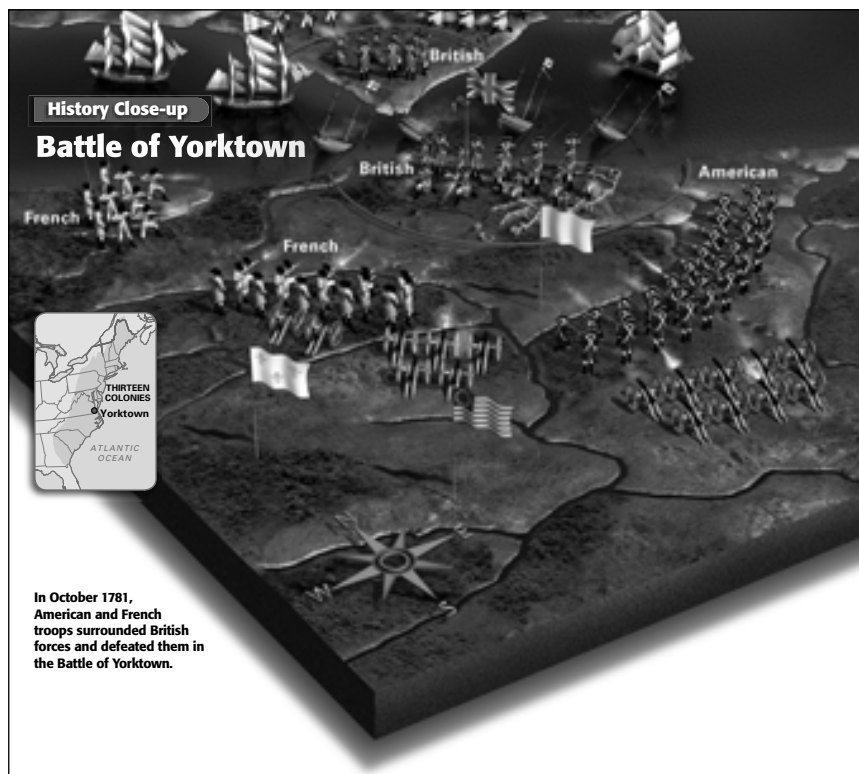 British
History Close-up
Battle of Yorktown
British
American
French
French
THIRTEEN
COLONIES
Yorktown
ATLANTIC
OCEAN
N
E
W
S
In October 1781,
American and French
troops surrounded British
forces and defeated them in
the Battle of Yorktown.